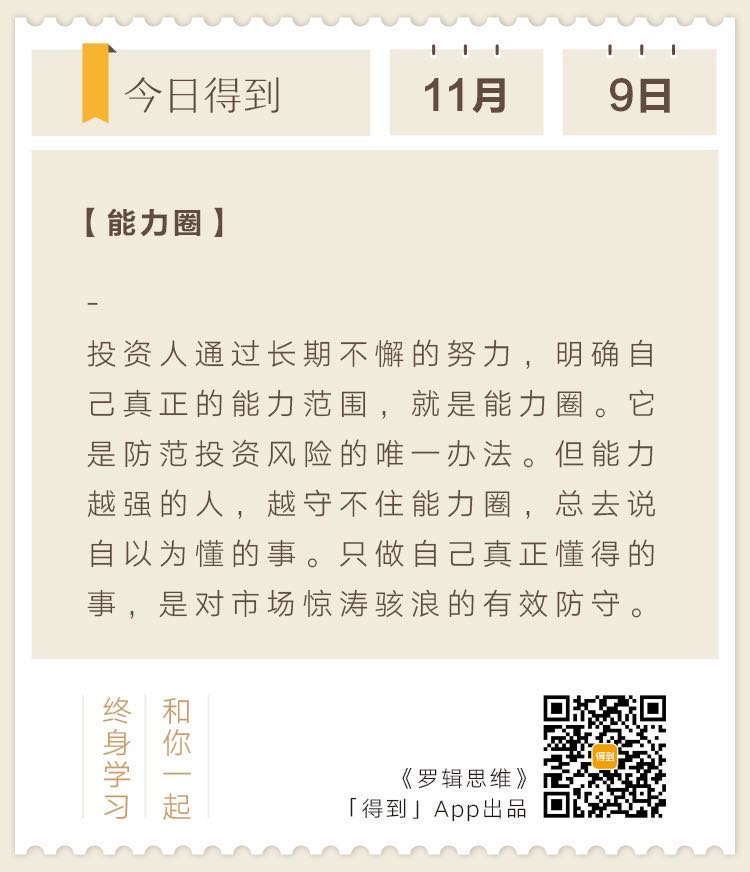 今日得到
11月
9日
【能力圈】
-
投资人通过长期不懈的努力，明确自
己真正的能力范围，就是能力圈。它
是防范投资风险的唯一办法。但能力
越强的人，越守不住能力圈，总去说
自以为懂的事。只做自己真正懂得的
事，是对市场惊涛骇浪的有效防守。
和你一起
终身学习
《罗辑思维》
「得到」App出品
得到